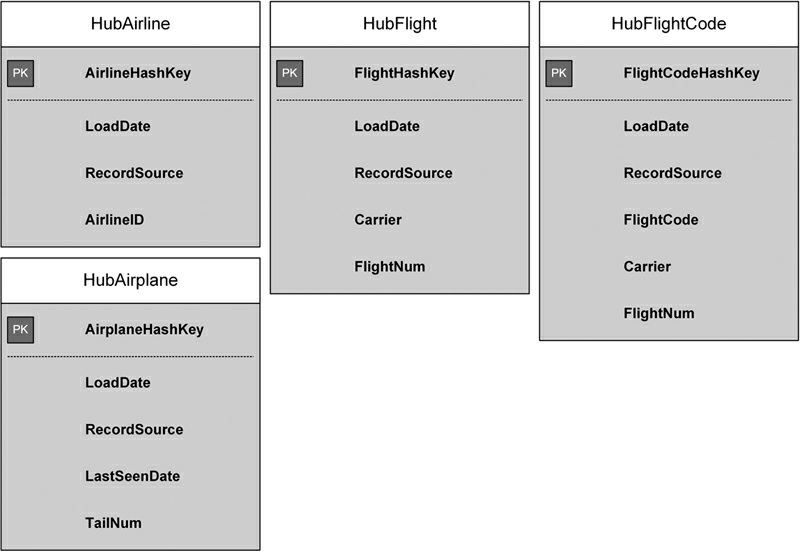 HubAirline
PK
AirlineHashKey
LoadDate
RecordSource
AirlineID
HubFlight
PK
FlightHashKey
LoadDate
RecordSource
Carrier
FlightNum
HubFlightCode
PK
FlightCodeHashKey
LoadDate
RecordSource
FlightCode
Carrier
FlightNum
HubAirplane
PK
AirplaneHashKey
LoadDate
RecordSource
LastSeenDate
TailNum